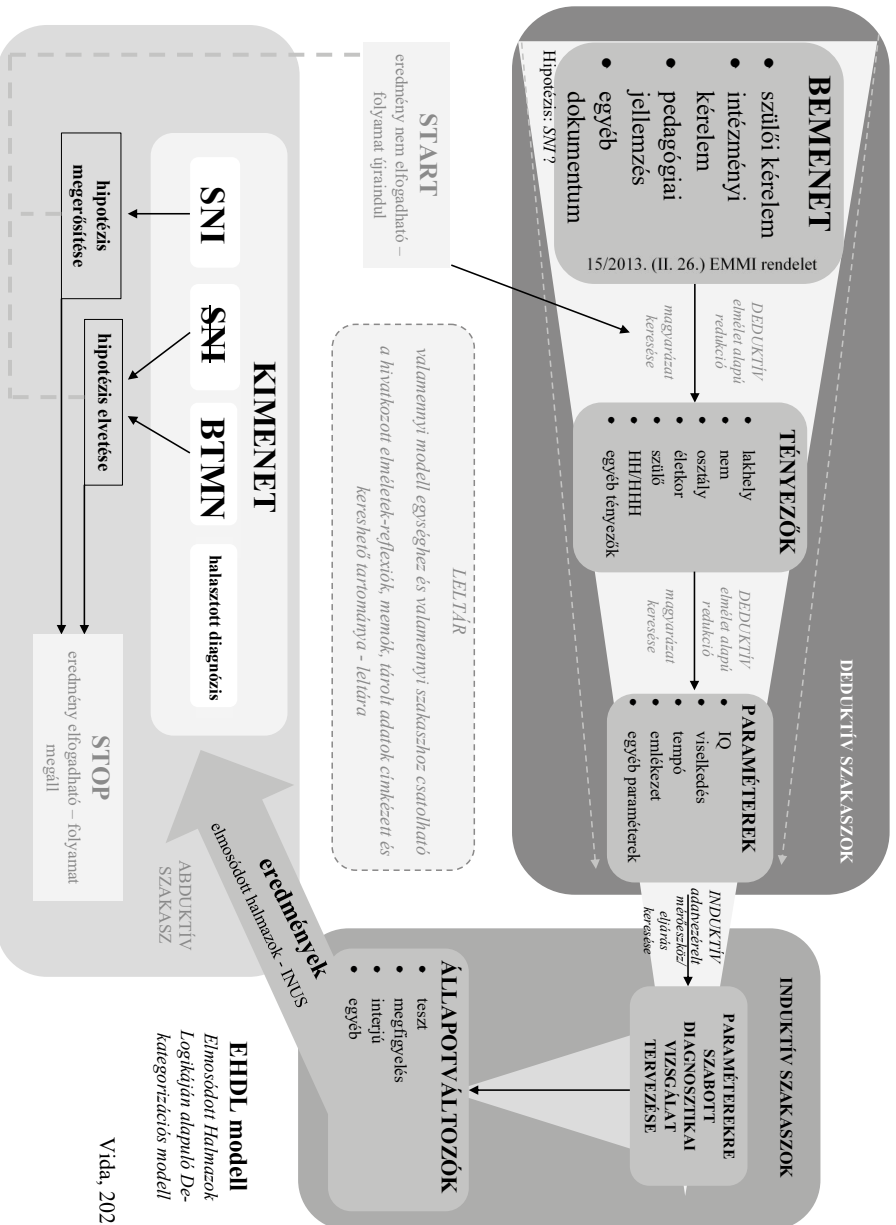 DEDUKTÍV SZAKASZOK
BEMENET
• szülői kérelem
• intézményi
kérelem
• pedagógiai
jellemzés
• egyéb
dokumentum
Hipotézis: SNI ?
15/2013. (II. 26.) EMMI rendelet
DEDUKTÍV
elmélet alapú
redukció
magyarázat
keresése
TÉNYEZŐK
• lakhely
• nem
• osztály
• életkor
• szülő
• HH/HHH
• egyéb tényezők
DEDUKTÍV
elmélet alapú
redukció
magyarázat
keresése
PARAMÉTEREK
• IQ
• viselkedés
• tempó
• emlékezet
• egyéb paraméterek
INDUKTÍV
adatvezérelt
mérőeszköz/
eljárás
keresése
INDUKTÍV SZAKASZOK
PARAMÉTEREKRE
SZABOTT
DIAGNOSZTIKAI
VIZSGÁLAT
TERVEZÉSE
ÁLLAPOTVÁLTOZÓK
• teszt
• megfigyelés
• interjú
• egyéb
START
eredmény nem elfogadható –
folyamat újraindul
LELTÁR
valamennyi modell egységhez és valamennyi szakaszhoz csatolható
a hivatkozott elméletek-reflexiók, memók, tárolt adatok címkézett és
kereshető tartománya - leltára
eredmények
elmosódott halmazok - INUS
ABDUKTÍV
SZAKASZ
KIMENET
SNI
SNI
BTMN
halasztott diagnózis
hipotézis
megerősítése
hipotézis elvetése
STOP
eredmény elfogadható – folyamat
megáll
EHDL modell
Elmosódott Halmazok
Logikáján alapuló De-
kategorizációs modell
Vida, 202